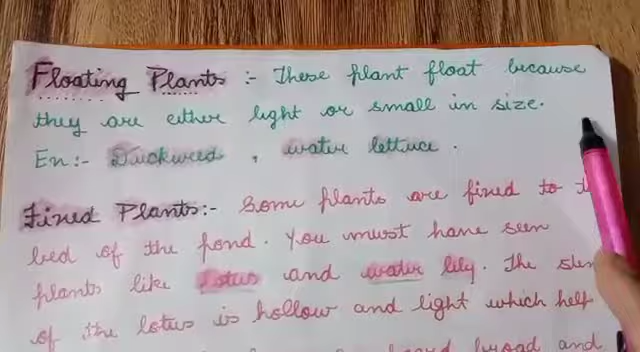 Floating Plants :- These plant float because
they are either light or small in size.
Ex:- Duckweed , water lettuce .
Fixed Plants:- Some plants are fixed to
bed of the pond. You must have seen
plants like lotus and water lily. The
of the lotus is hollow and light which help
broad and